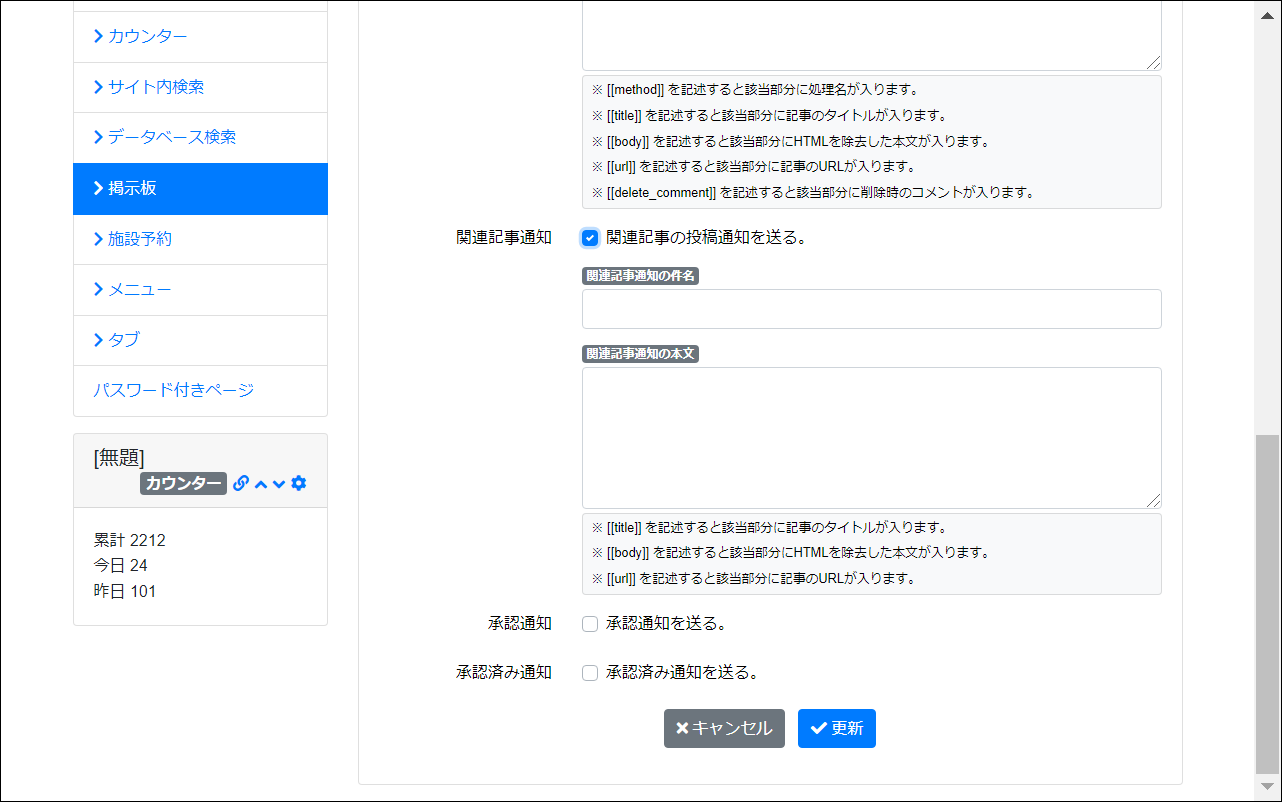 カウンター
サイト内検索
データベース検索
掲示板
施設予約
メニュー
タブ
パスワード付きページ
[無題]
カウンター
累計 2212
今日 24
昨日 101
※ [[method]] を記述すると該当部分に処理名が入ります。
※ [[title]] を記述すると該当部分に記事のタイトルが入ります。
※ [[body]] を記述すると該当部分にHTMLを除去した本文が入ります。
※ [[url]] を記述すると該当部分に記事のURLが入ります。
※ [[delete_comment]] を記述すると該当部分に削除時のコメントが入ります。
関連記事通知 関連記事の投稿通知を送る。
関連記事通知の件名
関連記事通知の本文
※ [[title]] を記述すると該当部分に記事のタイトルが入ります。
※ [[body]] を記述すると該当部分にHTMLを除去した本文が入ります。
※ [[url]] を記述すると該当部分に記事のURLが入ります。
承認通知 承認通知を送る。
承認済み通知 承認済み通知を送る。
キャンセル 更新